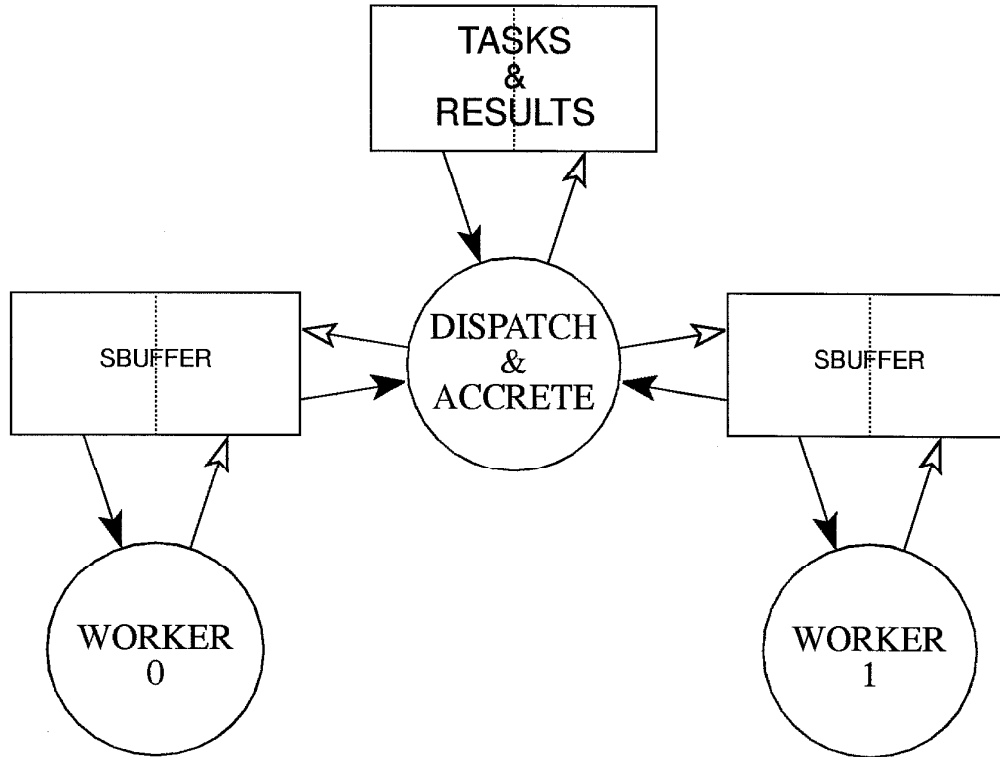 TASKS
&
RESULTS
DISPATCH
&
ACCRETE
SBUFFER
SBUFFER
WORKER
0
WORKER
1